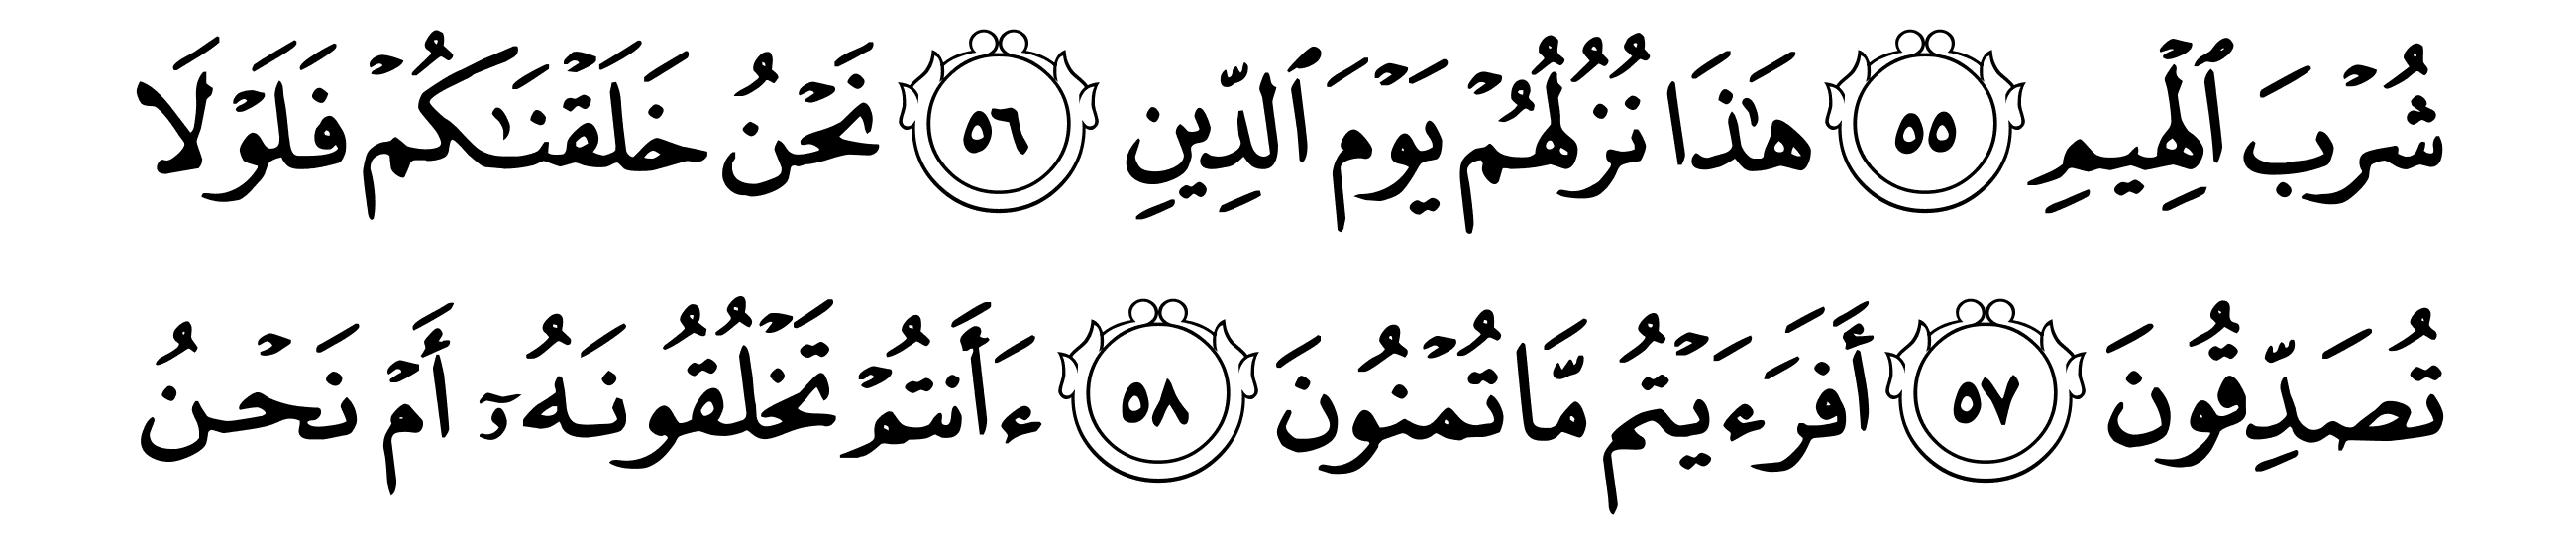 شُرۡبَ ٱلۡهِيمِ ٥٥ هَٰذَا نُزُلُهُمۡ يَوۡمَ ٱلدِّينِ ٥٦ نَحۡنُ خَلَقۡنَٰكُمۡ فَلَوۡلَا
تُصَدِّقُونَ ٥٧ أَفَرَءَيۡتُم مَّا تُمۡنُونَ ٥٨ ءَأَنتُمۡ تَخۡلُقُونَهُۥٓ أَمۡ نَحۡنُ